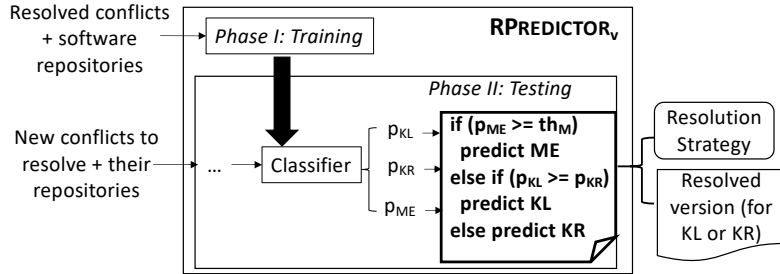 Resolved conflicts
+ software
repositories
Phase I: Training
RPREDICTORv
Phase II: Testing
New conflicts to
resolve + their
repositories
...
Classifier
pKL
pKR
pME
if (pME >= thM)
predict ME
else if (pKL >= pKR)
predict KL
else predict KR
Resolution
Strategy
Resolved
version (for
KL or KR)